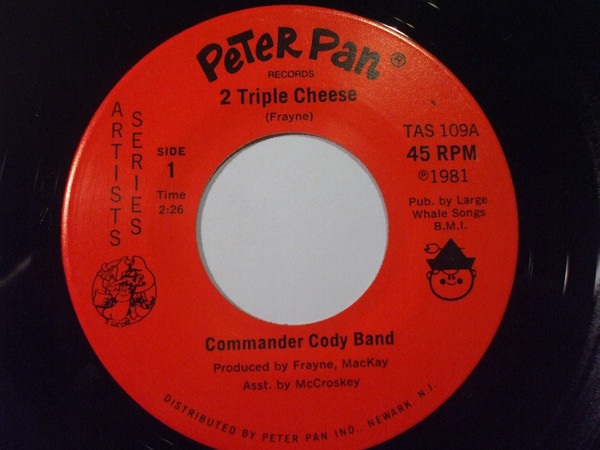 PeTeR PaN ®
RECORDS
2 Triple Cheese
(Frayne)
ARTISTS
SERIES
SIDE
1
Time
2:26
TAS 109A
45 RPM
℗1981
Pub. by Large
Whale Songs
B.M.I.
Commander Cody Band
Produced by Frayne, MacKay
Asst. by McCroskey
DISTRIBUTED BY PETER PAN IND., NEWARK, N.J.